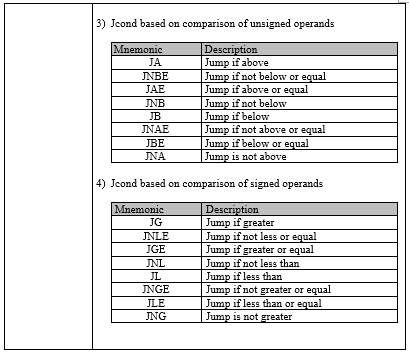 3) Jcond based on comparison of unsigned operands
Mnemonic Description
JA Jump if above
JNBE Jump if not below or equal
JAE Jump if above or equal
JNB Jump if not below
JB Jump if below
JNAE Jump if not above or equal
JBE Jump if below or equal
JNA Jump is not above
4) Jcond based on comparison of signed operands
Mnemonic Description
JG Jump if greater
JNLE Jump if not less or equal
JGE Jump if greater or equal
JNL Jump if not less than
JL Jump if less than
JNGE Jump if not greater or equal
JLE Jump if less than or equal
JNG Jump is not greater